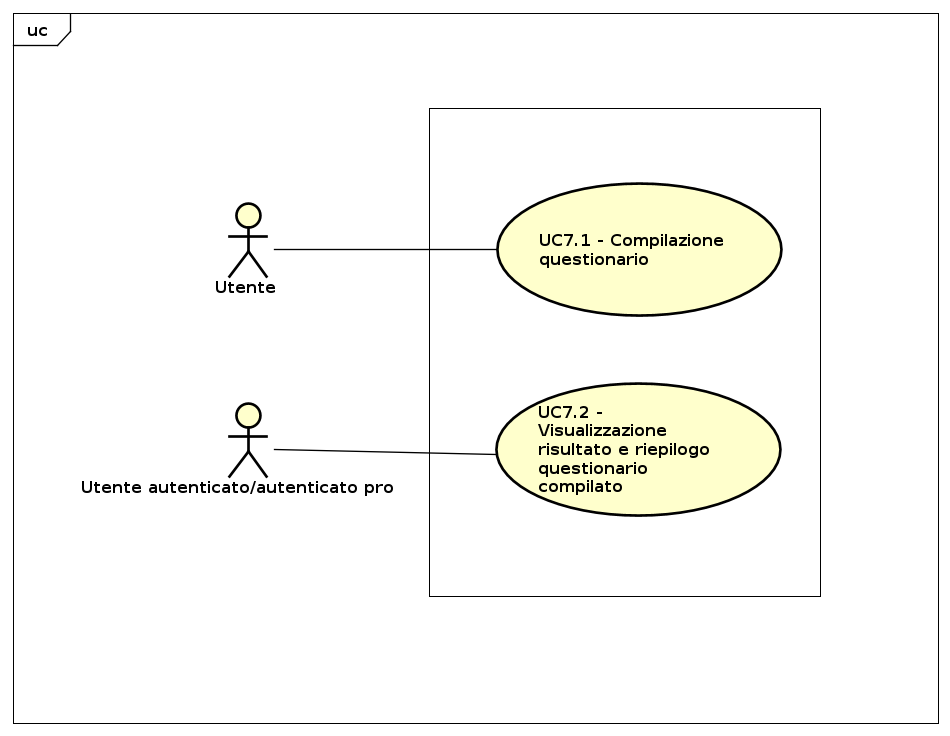 uc
UC7.1 - Compilazione
questionario
Utente
UC7.2 -
Visualizzazione
risultato e riepilogo
questionario
compilato
Utente autenticato/autenticato pro